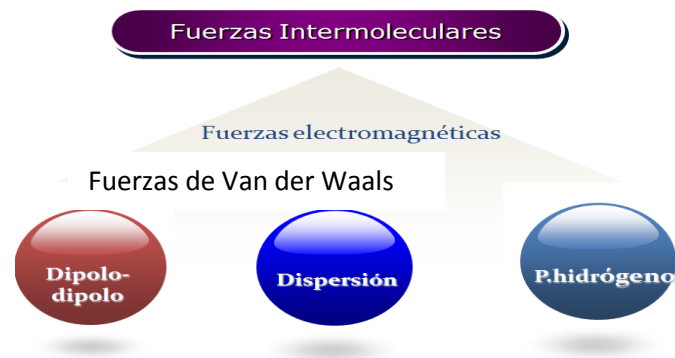 Fuerzas Intermoleculares
Fuerzas electromagnéticas
Fuerzas de Van der Waals
Dipolo-
dipolo
Dispersión
P.hidrógeno